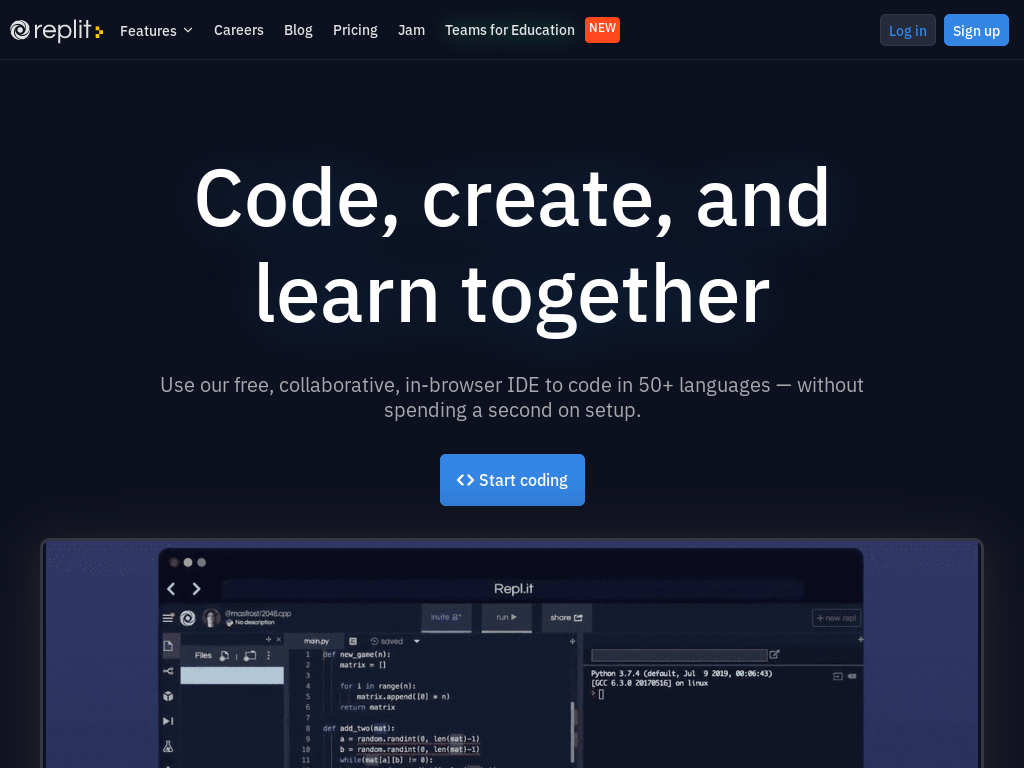 replit
Features
Careers
Blog
Pricing
Jam
Teams for Education
NEW
Log in
Sign up
Code, create, and
learn together
Use our free, collaborative, in-browser IDE to code in 50+ languages — without
spending a second on setup.
<> Start coding
Repl.it
@masfrost/2048.cpp
No description
invite
run
share
+ new repl
Files
main.py
saved
1 def new_game(n):
2 matrix = []
3
4 for i in range(n):
5 matrix.append([0] * n)
6 return matrix
7
8 def add_two(mat):
9 a = random.randint(0, len(mat)-1)
10 b = random.randint(0, len(mat)-1)
11 while(mat[a][b] != 0):
Python 3.7.4 (default, Jul 9 2019, 00:06:43)
[GCC 6.3.0 20170516] on linux